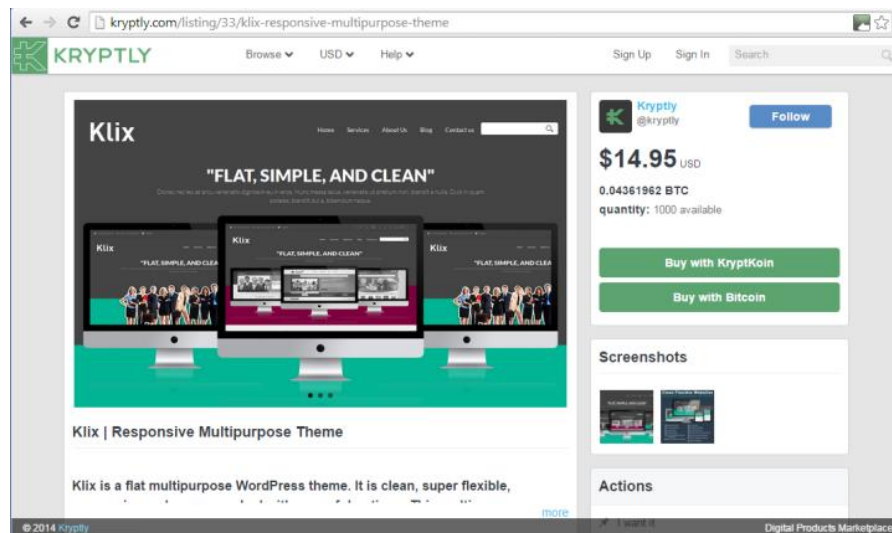 kryptly.com/listing/33/klix-responsive-multipurpose-theme
KRYPTLY
Browse
USD
Help
Sign Up
Sign In
Search
Klix
Home Services About Us Blog Contact us
"FLAT, SIMPLE, AND CLEAN"
Klix
"FLAT, SIMPLE, AND CLEA
Klix
"FLAT, SIMPLE, AND CLEAN"
Klix
"FLAT, SIMPLE, AND CLEA
Klix | Responsive Multipurpose Theme
Klix is a flat multipurpose WordPress theme. It is clean, super flexible,
more
Kryptly
@kryptly
Follow
$14.95 USD
0.04361962 BTC
quantity: 1000 available
Buy with KryptKoin
Buy with Bitcoin
Screenshots
Actions
I want it
© 2014 Kryptly
Digital Products Marketplace